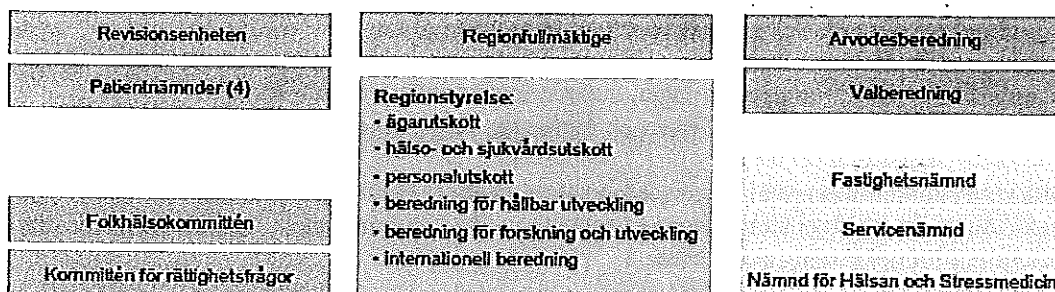 Revisionsenheten
Patientnämnder (4)
Folkhälsokommittén
Kommittén för rättighetsfrågor
Regionfullmäktige
Regionstyrelse:
- ägarutskott
- hälso- och sjukvårdsutskott
- personalutskott
- beredning för hållbar utveckling
- beredning för forskning och utveckling
- internationell beredning
Arvodesberedning
Valberedning
Fastighetsnämnd
Servicenämnd
Nämnd för Hälsan och Stressmedicin